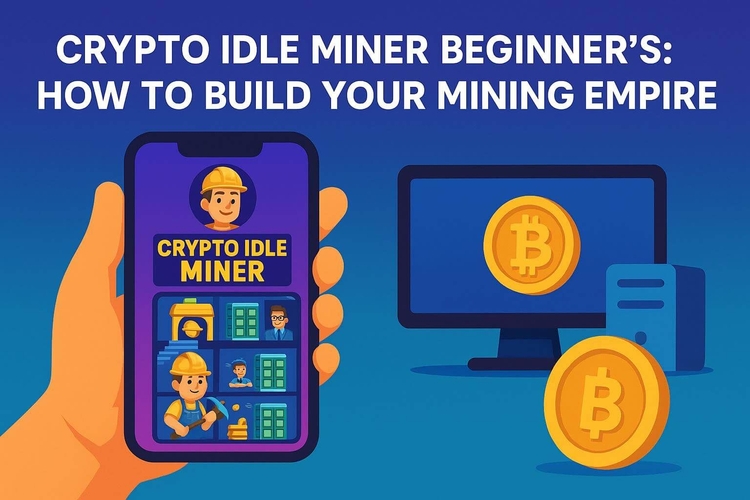 CRYPTO IDLE MINER BEGINNER’S:
HOW TO BUILD YOUR MINING EMPIRE
CRYPTO IDLE
MINER